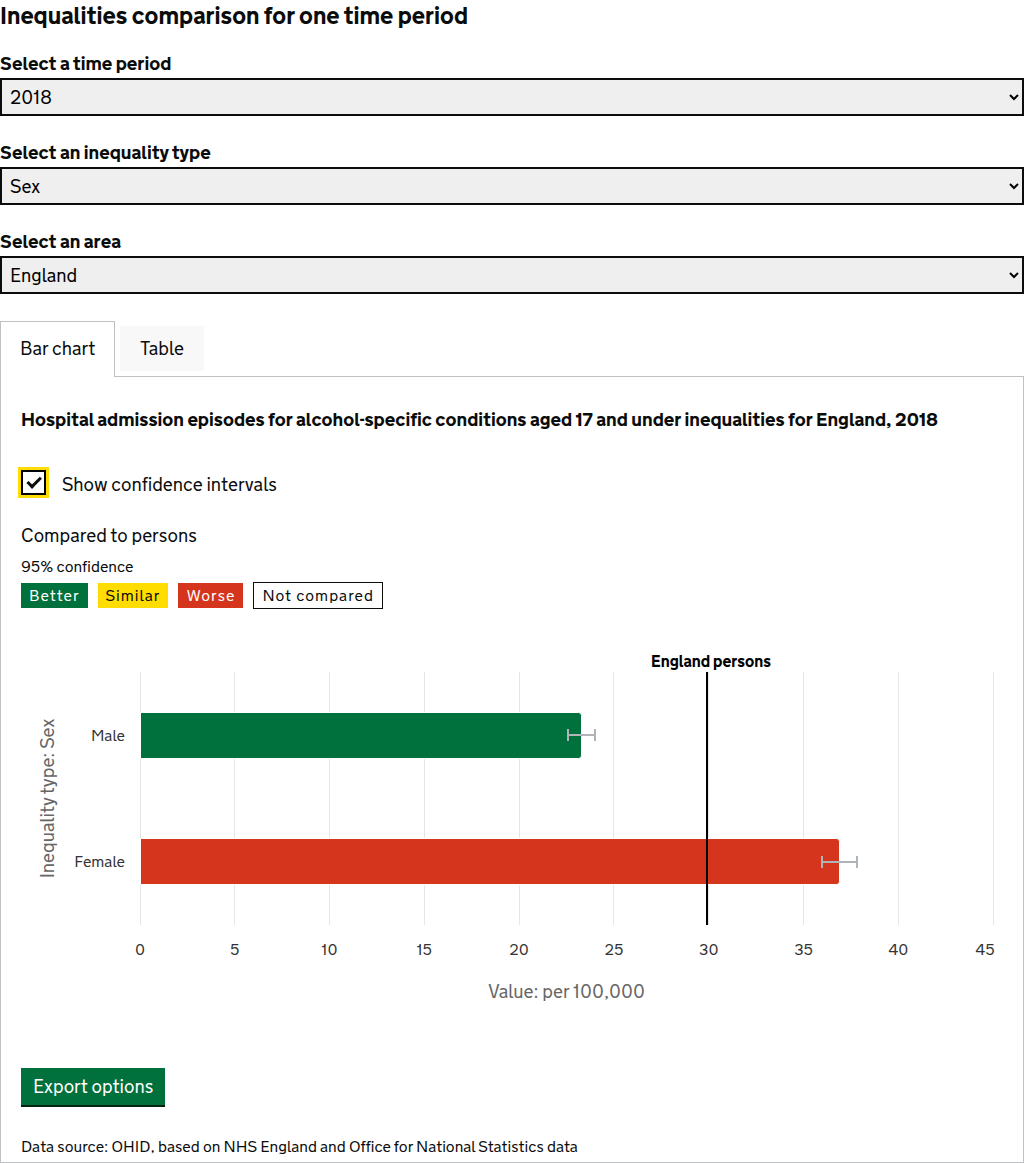 Inequalities comparison for one time period
Select a time period
2018
Select an inequality type
Sex
Select an area
England
Bar chart Table
Hospital admission episodes for alcohol-specific conditions aged 17 and under inequalities for England, 2018
Show confidence intervals
Compared to persons
95% confidence
Better Similar Worse Not compared
England persons
Inequality type: Sex
Male
Female
0 5 10 15 20 25 30 35 40 45
Value: per 100,000
Export options
Data source: OHID, based on NHS England and Office for National Statistics data